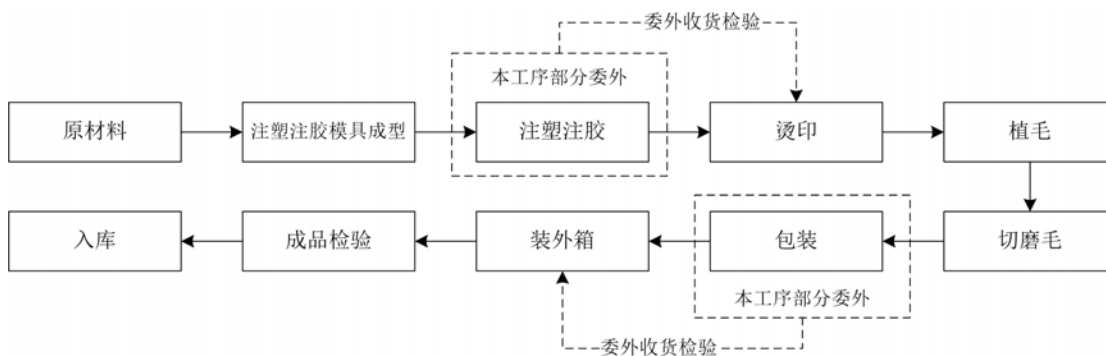 委外收货检验
本工序部分委外
原材料
注塑注胶模具成型
注塑注胶
烫印
植毛
入库
成品检验
装外箱
包装
切磨毛
本工序部分委外
委外收货检验